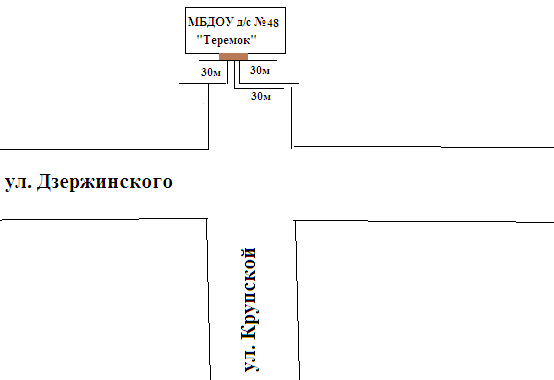 МБДОУ д/с №48
"Теремок"
30м
30м
30м
ул. Дзержинского
ул. Крупской